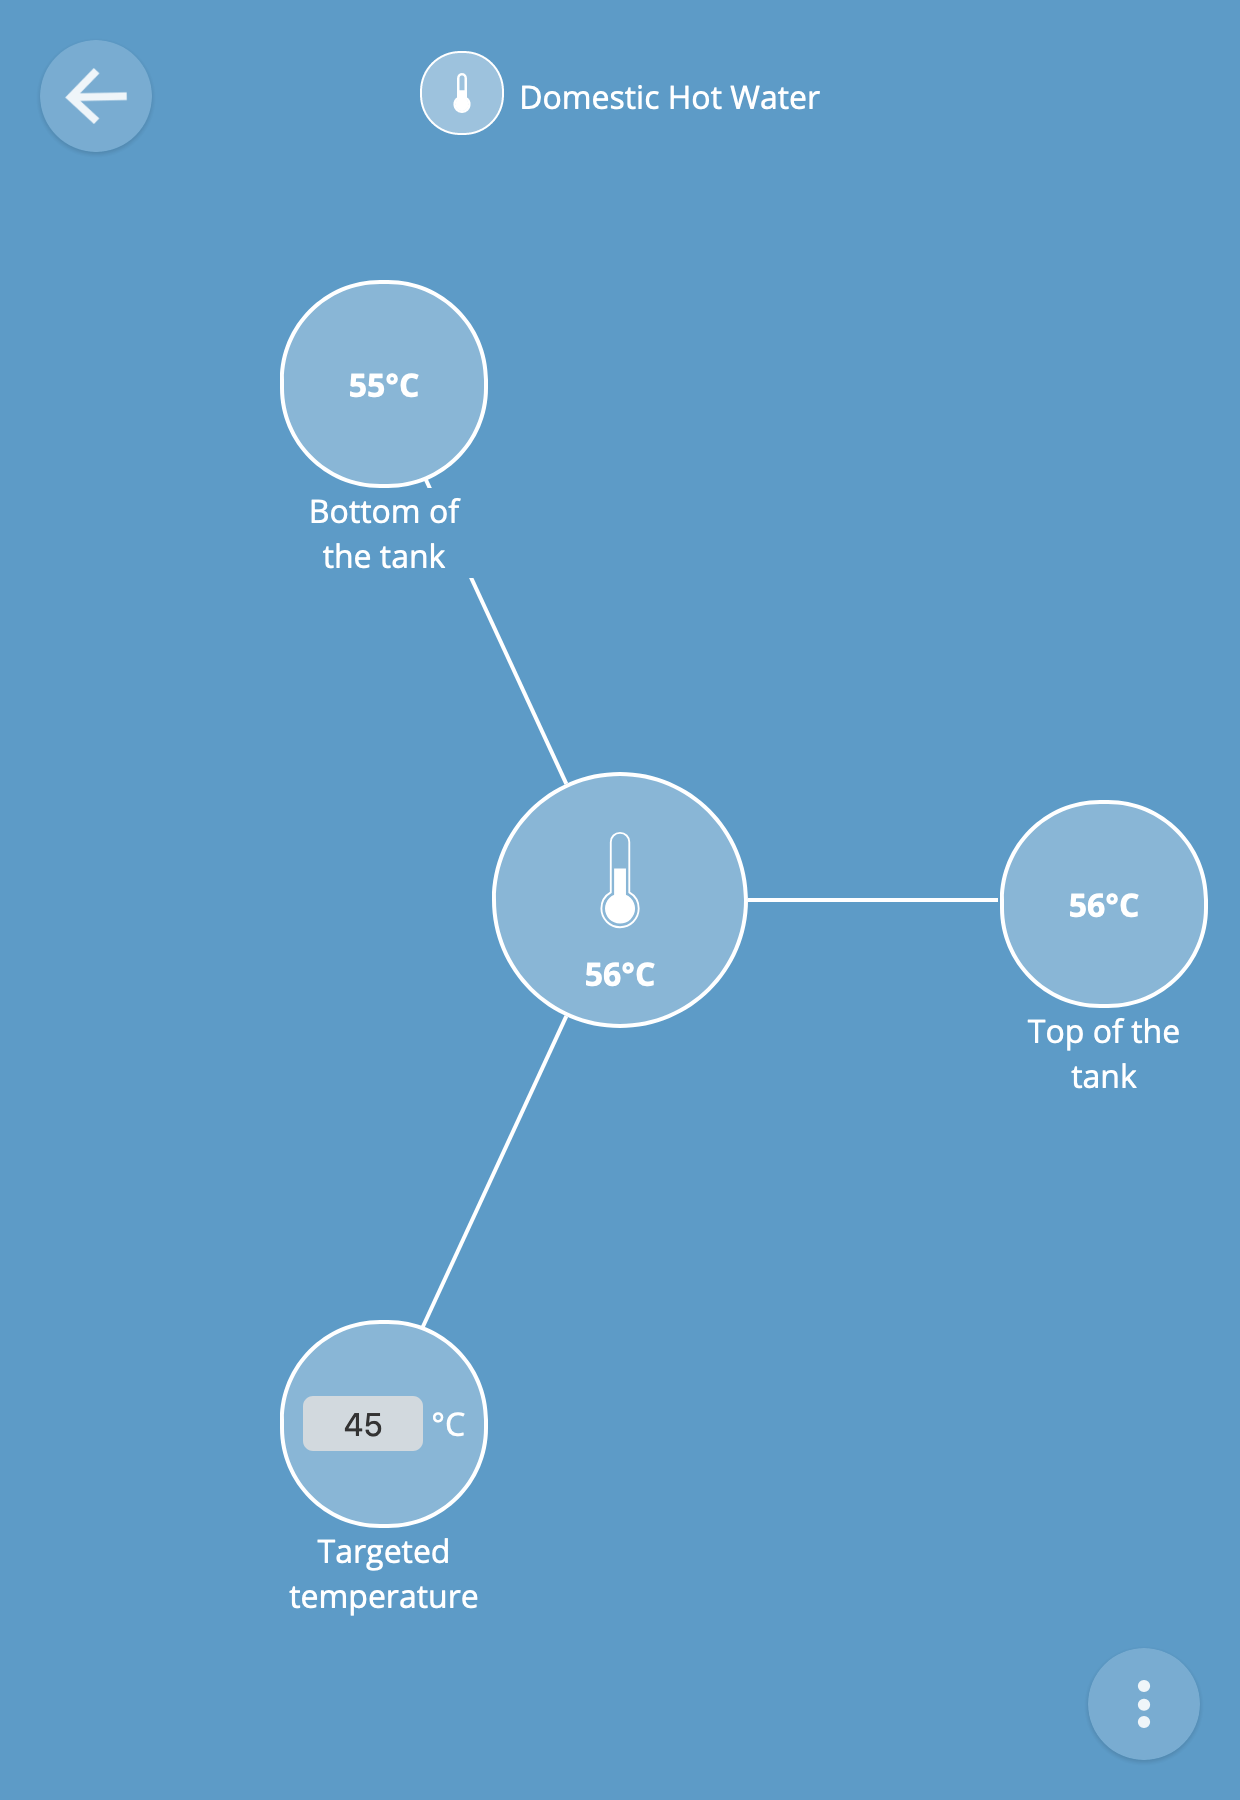 Domestic Hot Water
55°C
Bottom of
the tank
56°C
56°C
Top of the
tank
45 °C
Targeted
temperature